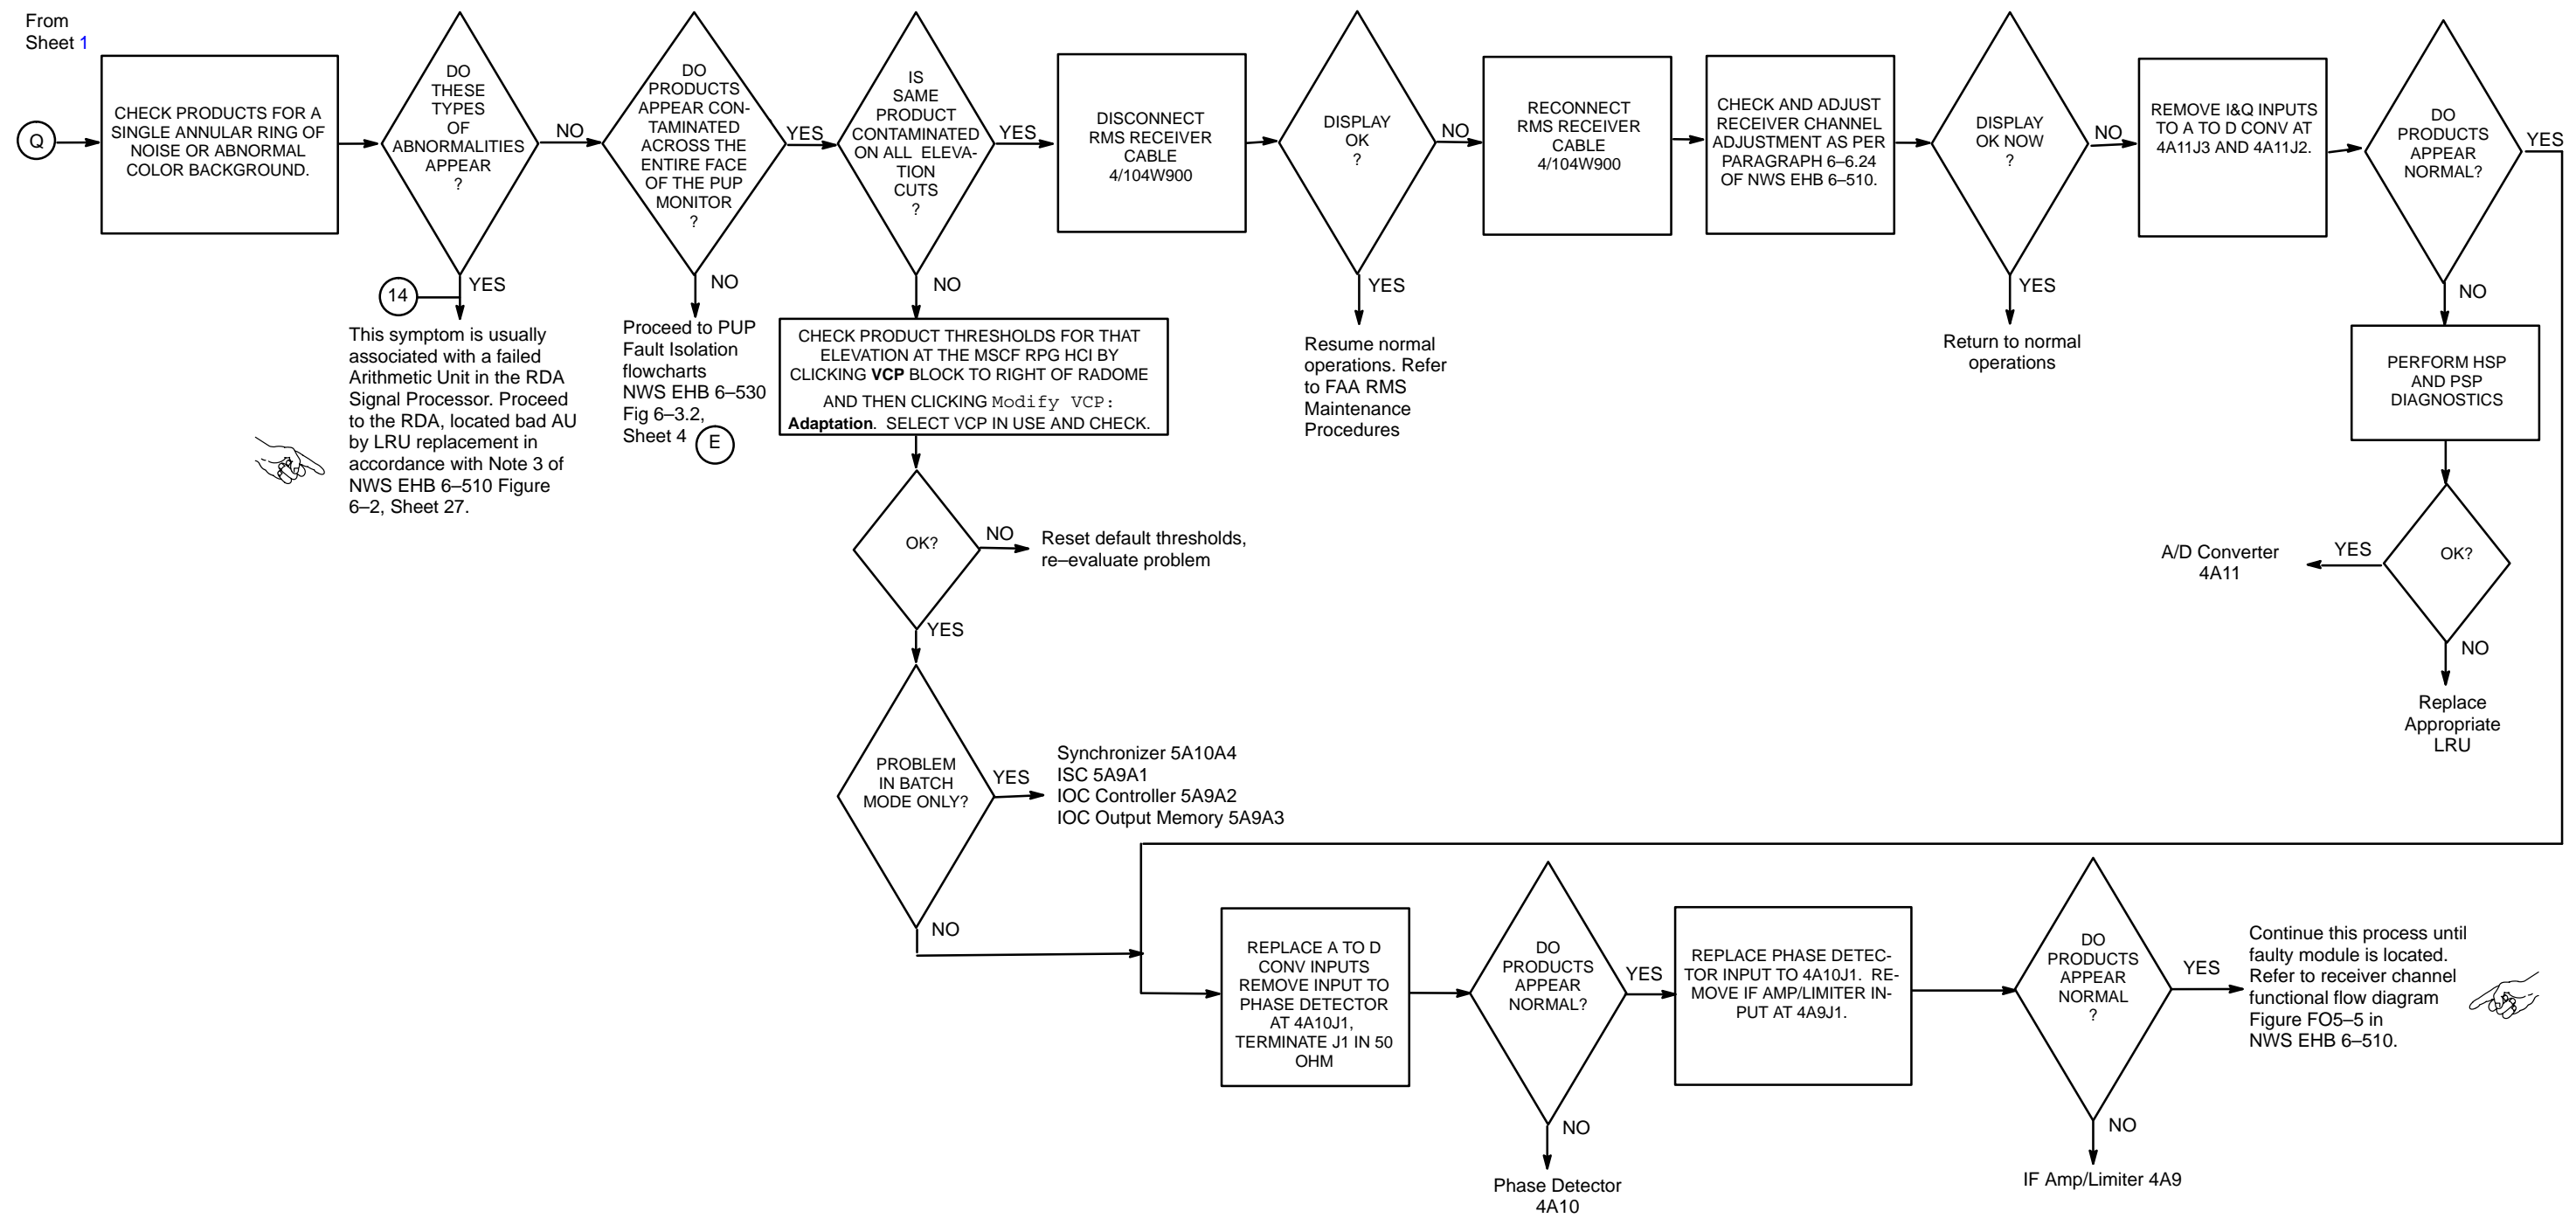 From
Sheet 1
Q
CHECK PRODUCTS FOR A
SINGLE ANNULAR RING OF
NOISE OR ABNORMAL
COLOR BACKGROUND.
DO
THESE
TYPES
OF
ABNORMALITIES
APPEAR
?
NO
YES
14
This symptom is usually
associated with a failed
Arithmetic Unit in the RDA
Signal Processor. Proceed
to the RDA, located bad AU
by LRU replacement in
accordance with Note 3 of
NWS EHB 6–510 Figure
6–2, Sheet 27.
DO
PRODUCTS
APPEAR CON-
TAMINATED
ACROSS THE
ENTIRE FACE
OF THE PUP
MONITOR
?
YES
NO
Proceed to PUP
Fault Isolation
flowcharts
NWS EHB 6–530
Fig 6–3.2,
Sheet 4
E
IS
SAME
PRODUCT
CONTAMINATED
ON ALL ELEVA-
TION
CUTS
?
YES
NO
CHECK PRODUCT THRESHOLDS FOR THAT
ELEVATION AT THE MSCF RPG HCI BY
CLICKING VCP BLOCK TO RIGHT OF RADOME
AND THEN CLICKING Modify VCP:
Adaptation. SELECT VCP IN USE AND CHECK.
OK?
NO
Reset default thresholds,
re–evaluate problem
YES
PROBLEM
IN BATCH
MODE ONLY?
YES
Synchronizer 5A10A4
ISC 5A9A1
IOC Controller 5A9A2
IOC Output Memory 5A9A3
NO
DISCONNECT
RMS RECEIVER
CABLE
4/104W900
DISPLAY
OK
?
NO
YES
Resume normal
operations. Refer
to FAA RMS
Maintenance
Procedures
RECONNECT
RMS RECEIVER
CABLE
4/104W900
CHECK AND ADJUST
RECEIVER CHANNEL
ADJUSTMENT AS PER
PARAGRAPH 6–6.24
OF NWS EHB 6–510.
DISPLAY
OK NOW
?
NO
YES
Return to normal
operations
REMOVE I&Q INPUTS
TO A TO D CONV AT
4A11J3 AND 4A11J2.
DO
PRODUCTS
APPEAR
NORMAL?
YES
NO
PERFORM HSP
AND PSP
DIAGNOSTICS
OK?
YES
A/D Converter
4A11
NO
Replace
Appropriate
LRU
REPLACE A TO D
CONV INPUTS
REMOVE INPUT TO
PHASE DETECTOR
AT 4A10J1,
TERMINATE J1 IN 50
OHM
DO
PRODUCTS
APPEAR
NORMAL?
YES
NO
Phase Detector
4A10
REPLACE PHASE DETEC-
TOR INPUT TO 4A10J1. RE-
MOVE IF AMP/LIMITER IN-
PUT AT 4A9J1.
DO
PRODUCTS
APPEAR
NORMAL
?
YES
NO
IF Amp/Limiter 4A9
Continue this process until
faulty module is located.
Refer to receiver channel
functional flow diagram
Figure FO5–5 in
NWS EHB 6–510.